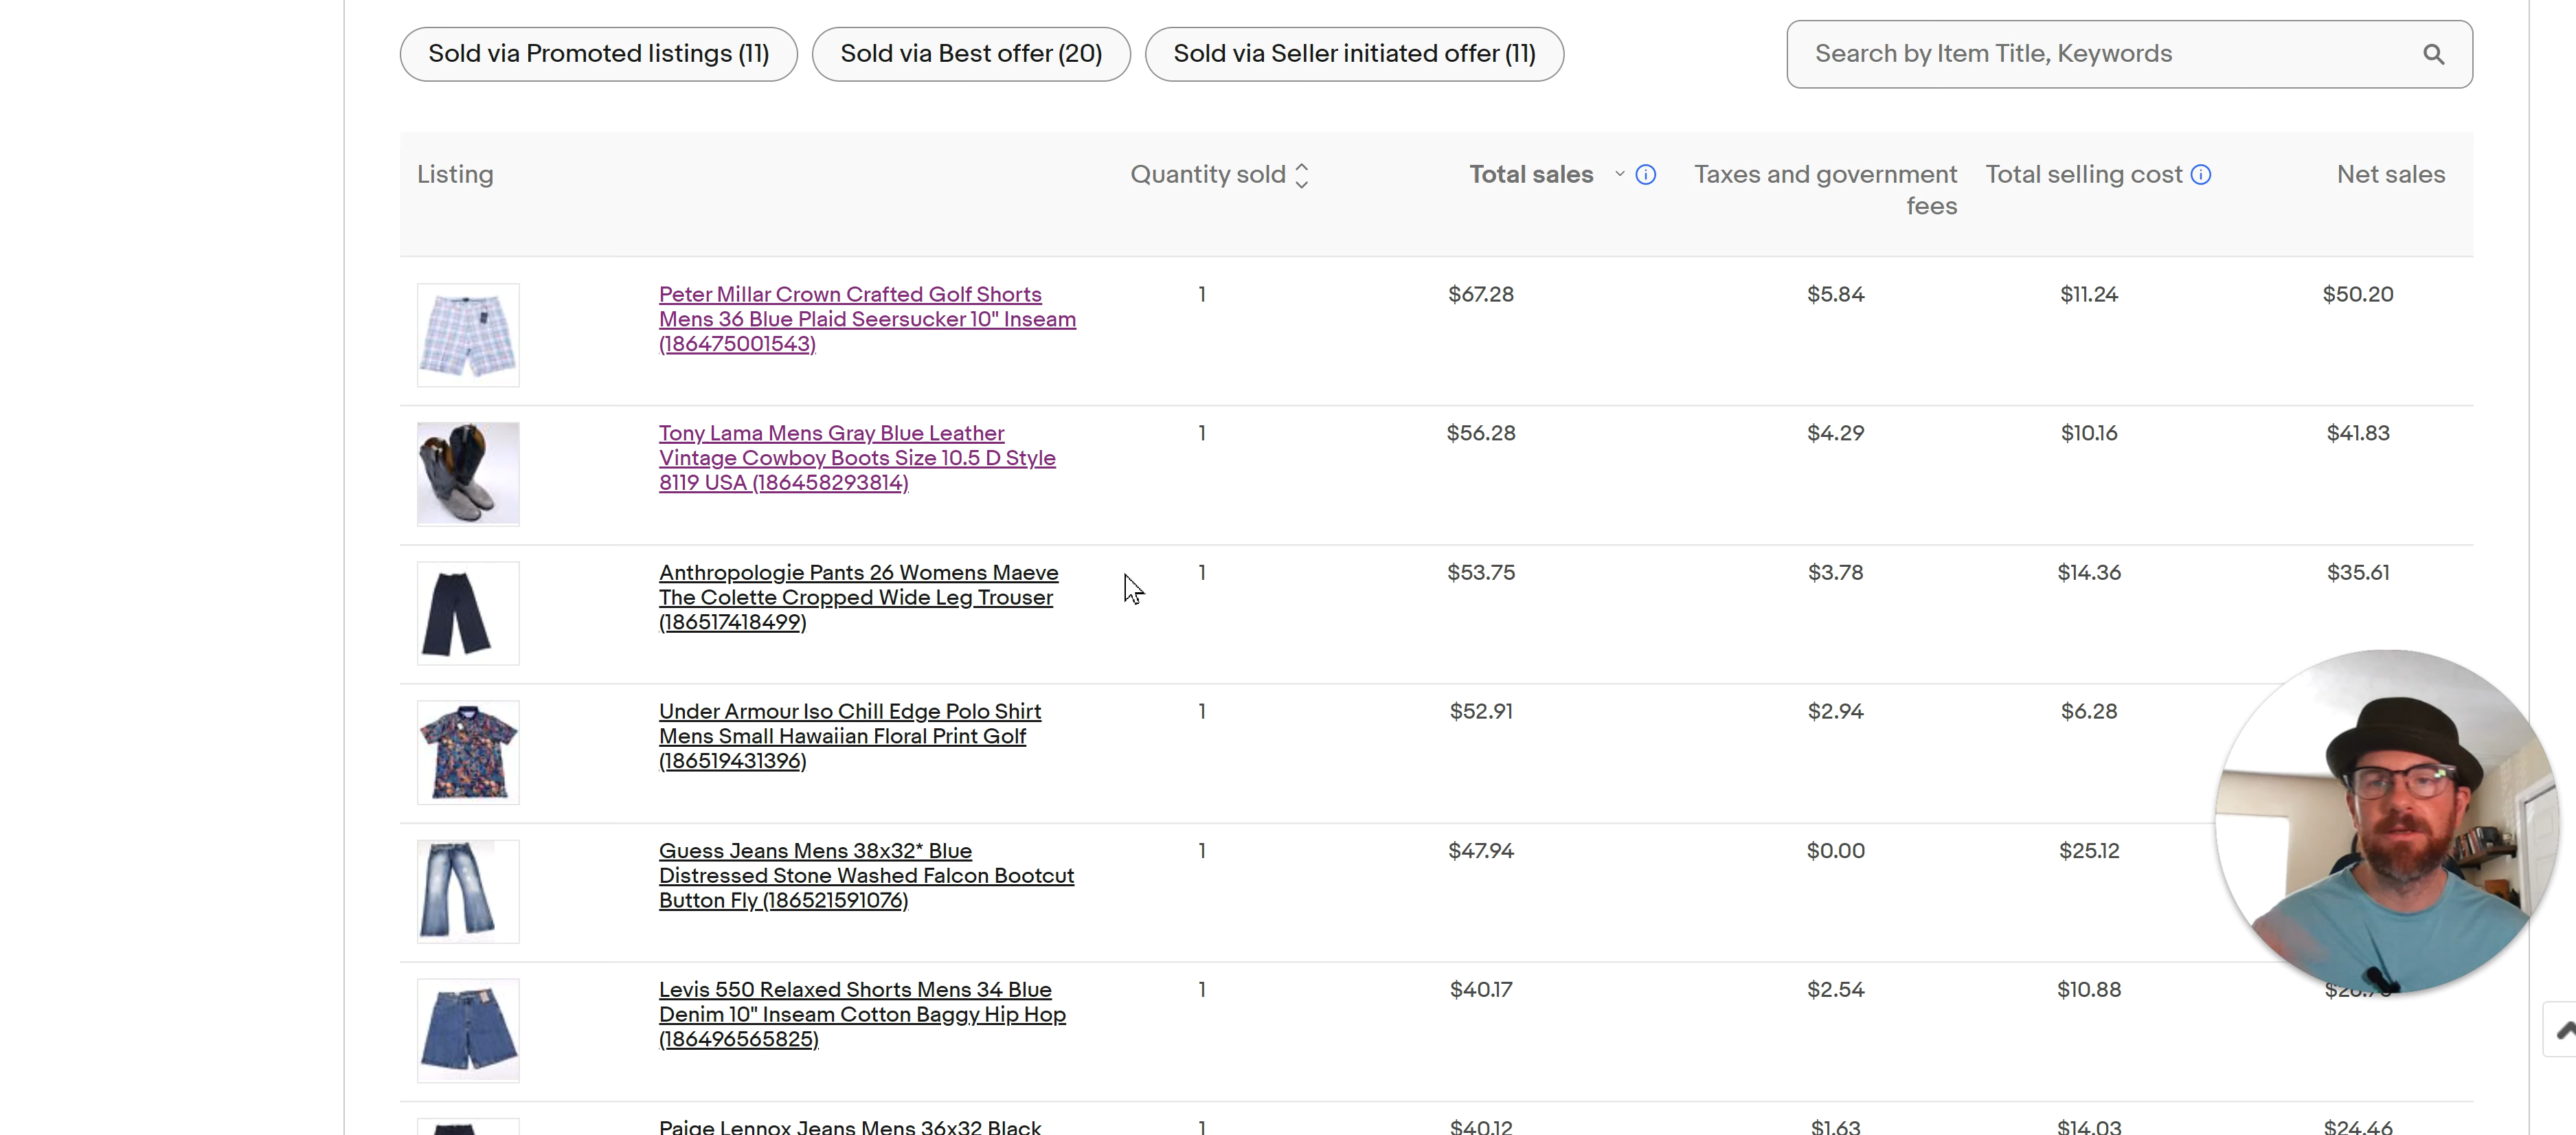 Sold via Promoted listings (11)
Sold via Best offer (20)
Sold via Seller initiated offer (11)
Search by Item Title, Keywords
Listing
Quantity sold
Total sales
Taxes and government
fees
Total selling cost
Net sales
Peter Millar Crown Crafted Golf Shorts
Mens 36 Blue Plaid Seersucker 10" Inseam
(186475001543)
1
$67.28
$5.84
$11.24
$50.20
Tony Lama Mens Gray Blue Leather
Vintage Cowboy Boots Size 10.5 D Style
8119 USA (186458293814)
1
$56.28
$4.29
$10.16
$41.83
Anthropologie Pants 26 Womens Maeve
The Colette Cropped Wide Leg Trouser
(186517418499)
1
$53.75
$3.78
$14.36
$35.61
Under Armour Iso Chill Edge Polo Shirt
Mens Small Hawaiian Floral Print Golf
(186519431396)
1
$52.91
$2.94
$6.28
Guess Jeans Mens 38x32* Blue
Distressed Stone Washed Falcon Bootcut
Button Fly (186521591076)
1
$47.94
$0.00
$25.12
Levis 550 Relaxed Shorts Mens 34 Blue
Denim 10" Inseam Cotton Baggy Hip Hop
(186496565825)
1
$40.17
$2.54
$10.88
Paige Lennox Jeans Mens 36x32 Black
1
$40.12
$1.63
$14.03
$24.46